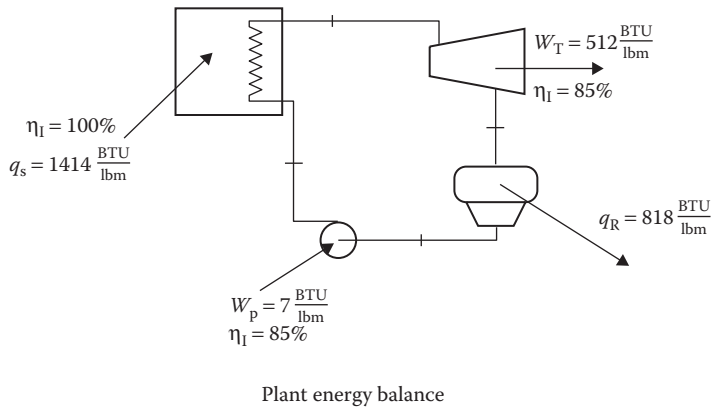 W_T = 512 BTU/lbm
η_I = 85%
η_I = 100%
q_s = 1414 BTU/lbm
q_R = 818 BTU/lbm
W_p = 7 BTU/lbm
η_I = 85%
Plant energy balance